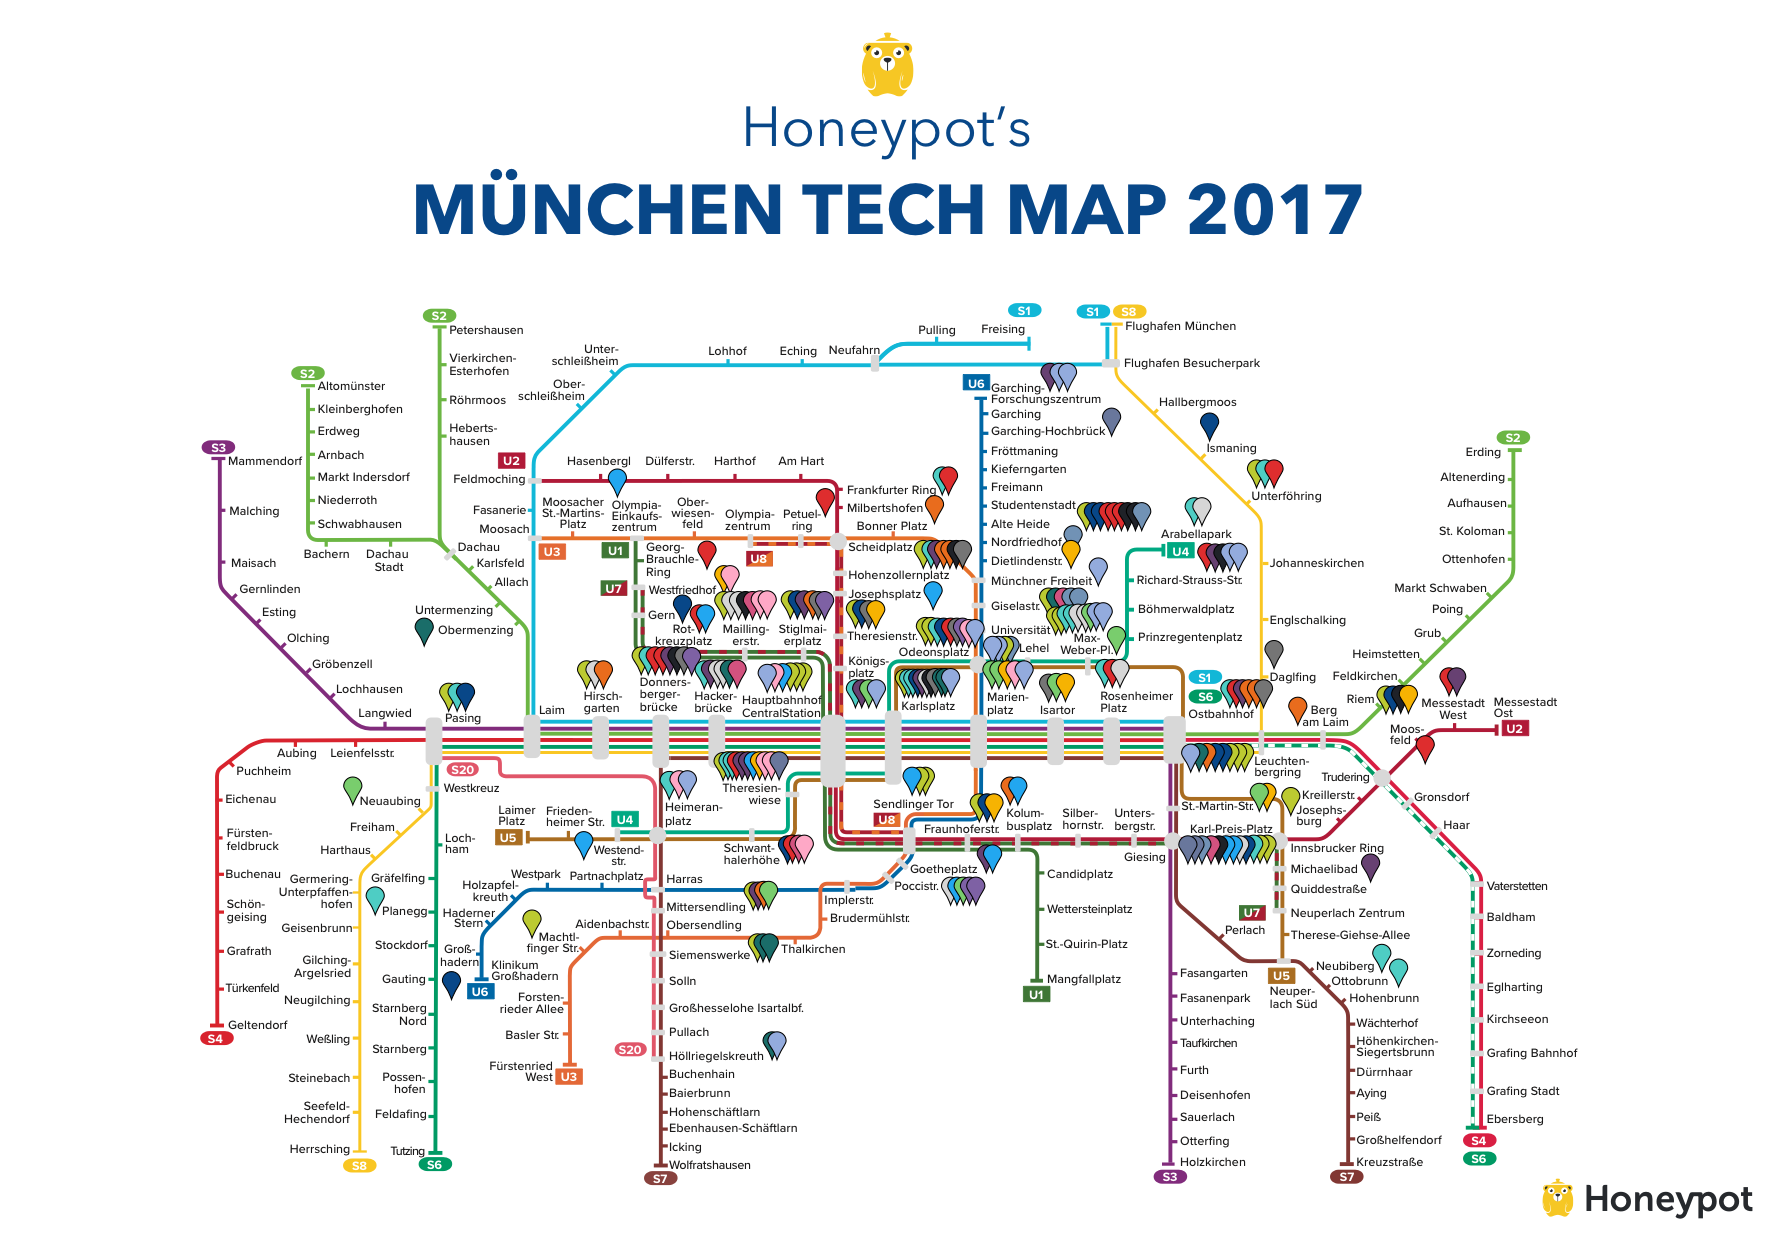 Honeypot's
MÜNCHEN TECH MAP 2017
S1
S1
S8
S2
Petershausen
Pulling
Freising
Flughafen München
Unter-
schleißheim
Lohhof
Eching
Neufahrn
Vierkirchen-
Esterhofen
Flughafen Besucherpark
S2
Altomünster
Ober-
schleißheim
U6
Garching-
Forschungszentrum
Röhrmoos
Kleinberghofen
Garching
Hallbergmoos
Erdweg
Heberts-
hausen
Garching-Hochbrück
S2
S3
Mammendorf
Arnbach
U2
Hasenbergl
Dülferstr.
Harthof
Am Hart
Fröttmaning
Ismaning
Erding
Markt Indersdorf
Feldmoching
Kieferngarten
Altenerding
Niederroth
Freimann
Frankfurter Ring
Unterföhring
Malching
Fasanerie
Moosacher
St.-Martins-
Platz
Olympia-
Einkaufs-
zentrum
Ober-
wiesen-
feld
Olympia-
zentrum
Petuel-
ring
Milbertshofen
Studentenstadt
Aufhausen
Schwabhausen
Moosach
Bonner Platz
Alte Heide
Arabellapark
St. Koloman
Bachern
Dachau
Stadt
Dachau
U3
U1
Georg-
Brauchle-
Ring
U8
Scheidplatz
Nordfriedhof
U4
Maisach
Karlsfeld
Dietlindenstr.
Johanneskirchen
Ottenhofen
Allach
U7
Westfriedhof
Hohenzollernplatz
Münchner Freiheit
Richard-Strauss-Str.
Gernlinden
Josephsplatz
Markt Schwaben
Esting
Untermenzing
Gern
Giselastr.
Böhmerwaldplatz
Poing
Obermenzing
Rot-
kreuzplatz
Mailling-
erstr.
Stiglmai-
erplatz
Theresienstr.
Universität
Max-
Weber-Pl.
Prinzregentenplatz
Englschalking
Grub
Olching
Odeonsplatz
Lehel
Heimstetten
Gröbenzell
Königs-
platz
Daglfing
Feldkirchen
Lochhausen
Hirsch-
garten
Donners-
berger-
brücke
Hacker-
brücke
Hauptbahnhof
CentralStation
Karlsplatz
Marien-
platz
Isartor
Rosenheimer
Platz
S1
S6
Ostbahnhof
Berg
am Laim
Riem
Messestadt
West
Messestadt
Ost
Langwied
Pasing
Laim
Moos-
feld
U2
Aubing
Leienfelsstr.
Leuchten-
bergring
Puchheim
S20
Theresien-
wiese
Trudering
Westkreuz
Eichenau
Neuaubing
Heimeran-
platz
Sendlinger Tor
Kolum-
busplatz
Silber-
hornstr.
Unters-
bergstr.
St.-Martin-Str.
Kreillerstr.
Josephs-
burg
Gronsdorf
Laimer
Platz
Frieden-
heimer Str.
U4
U8
Freiham
Fraunhoferstr.
Karl-Preis-Platz
Haar
Fürsten-
feldbruck
Loch-
ham
U5
Westend-
str.
Schwant-
halerhöhe
Giesing
Innsbrucker Ring
Harthaus
Goetheplatz
Michaelibad
Buchenau
Germering-
Unterpfaffen-
hofen
Gräfelfing
Westpark
Partnachplatz
Harras
Poccistr.
Candidplatz
Quiddestraße
Vaterstetten
Holzapfel-
kreuth
Mittersendling
Implerstr.
Schön-
geising
Planegg
Haderner
Stern
Wettersteinplatz
U7
Neuperlach Zentrum
Baldham
Geisenbrunn
Machtl-
finger Str.
Aidenbachstr.
Obersendling
Brudermühlstr.
Perlach
Therese-Giehse-Allee
Grafrath
Stockdorf
Groß-
hadern
Siemenswerke
Thalkirchen
St.-Quirin-Platz
Zorneding
Gilching-
Argelsried
Klinikum
Großhadern
Fasangarten
U5
Neubiberg
Gauting
U6
Solln
Mangfallplatz
Ottobrunn
Eglharting
Türkenfeld
Neugilching
Forsten-
rieder Allee
U1
Fasanenpark
Neuper-
lach Süd
Hohenbrunn
Starnberg
Nord
Großhesselohe Isartalbf.
Geltendorf
Unterhaching
Wächterhof
Kirchseeon
S4
Weßling
Basler Str.
Pullach
Taufkirchen
Höhenkirchen-
Siegertsbrunn
Starnberg
S20
Höllriegelskreuth
Grafing Bahnhof
Steinebach
Possen-
hofen
Fürstenried
West
U3
Buchenhain
Furth
Dürrnhaar
Baierbrunn
Deisenhofen
Aying
Grafing Stadt
Seefeld-
Hechendorf
Feldafing
Hohenschäftlarn
Sauerlach
Peiß
Ebersberg
Ebenhausen-Schäftlarn
Herrsching
Tutzing
Icking
Otterfing
Großhelfendorf
S4
S8
S6
Wolfratshausen
Holzkirchen
Kreuzstraße
S6
S7
S3
S7
Honeypot